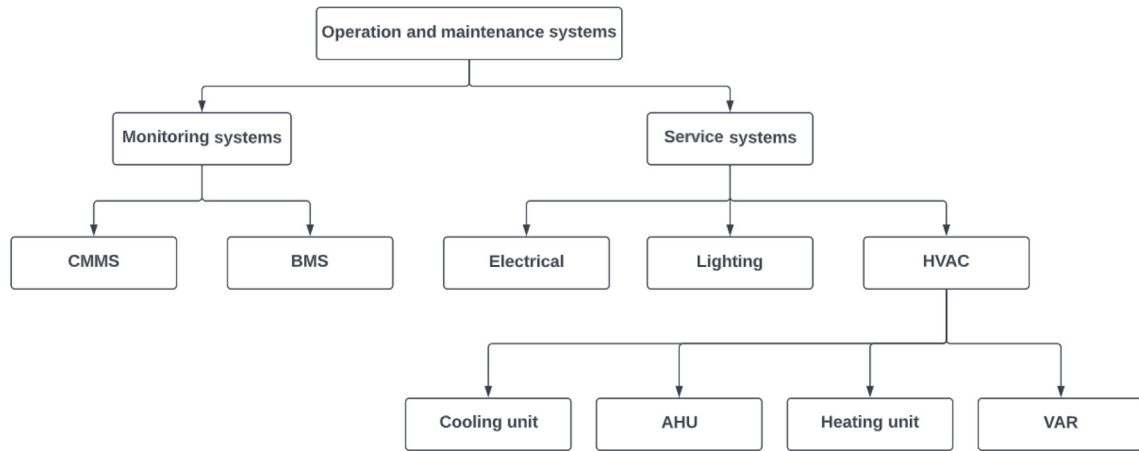 Operation and maintenance systems
Monitoring systems
Service systems
CMMS
BMS
Electrical
Lighting
HVAC
Cooling unit
AHU
Heating unit
VAR